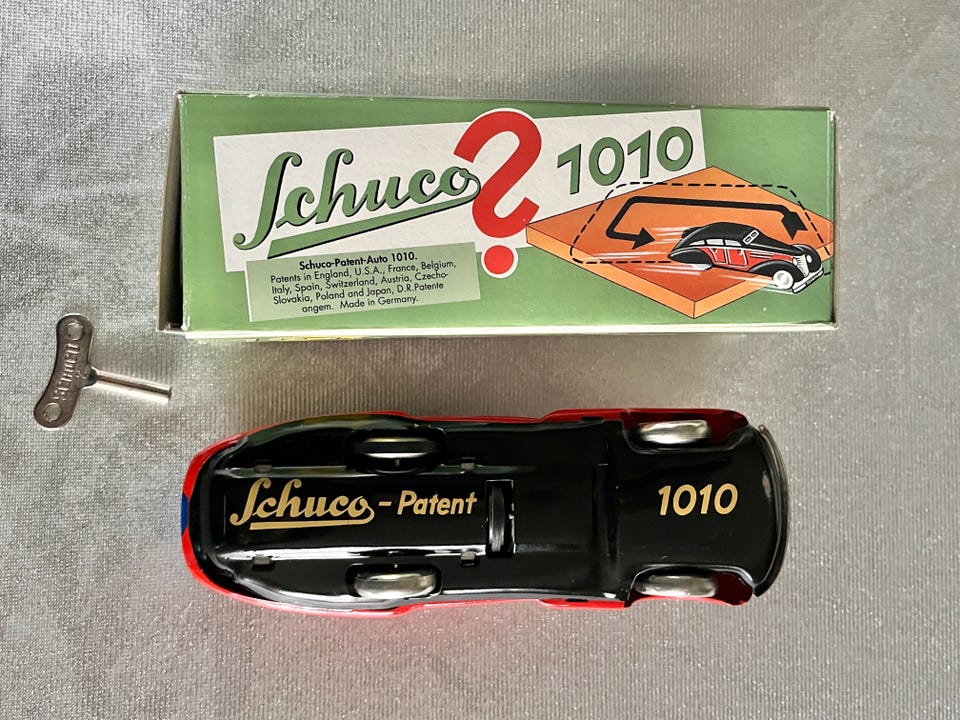 Schuco ? 1010
Schuco-Patent-Auto 1010.
Patents in England, U.S.A., France, Belgium,
Italy, Spain, Switzerland, Austria, Czecho-
Slovakia, Poland and Japan, D.R.Patente
angem. Made in Germany.
SCHUCO
Schuco - Patent
1010